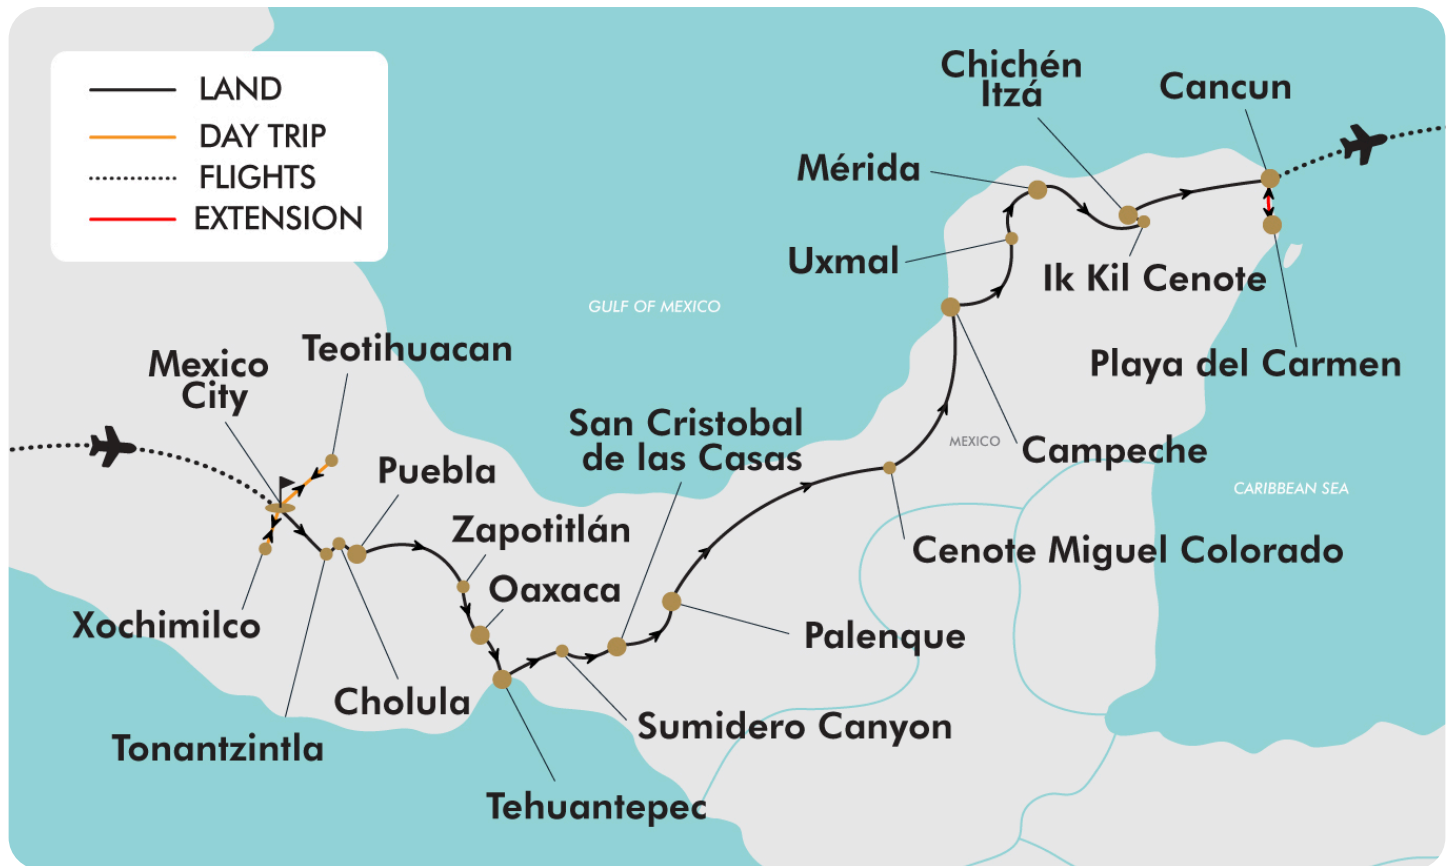 LAND
DAY TRIP
FLIGHTS
EXTENSION
Chichén
Itzá
Cancun
Mérida
Uxmal
Ik Kil Cenote
GULF OF MEXICO
Teotihuacan
Mexico
City
Playa del Carmen
San Cristobal
de las Casas
MEXICO
Campeche
Puebla
CARIBBEAN SEA
Zapotitlán
Cenote Miguel Colorado
Oaxaca
Xochimilco
Palenque
Cholula
Sumidero Canyon
Tonantzintla
Tehuantepec